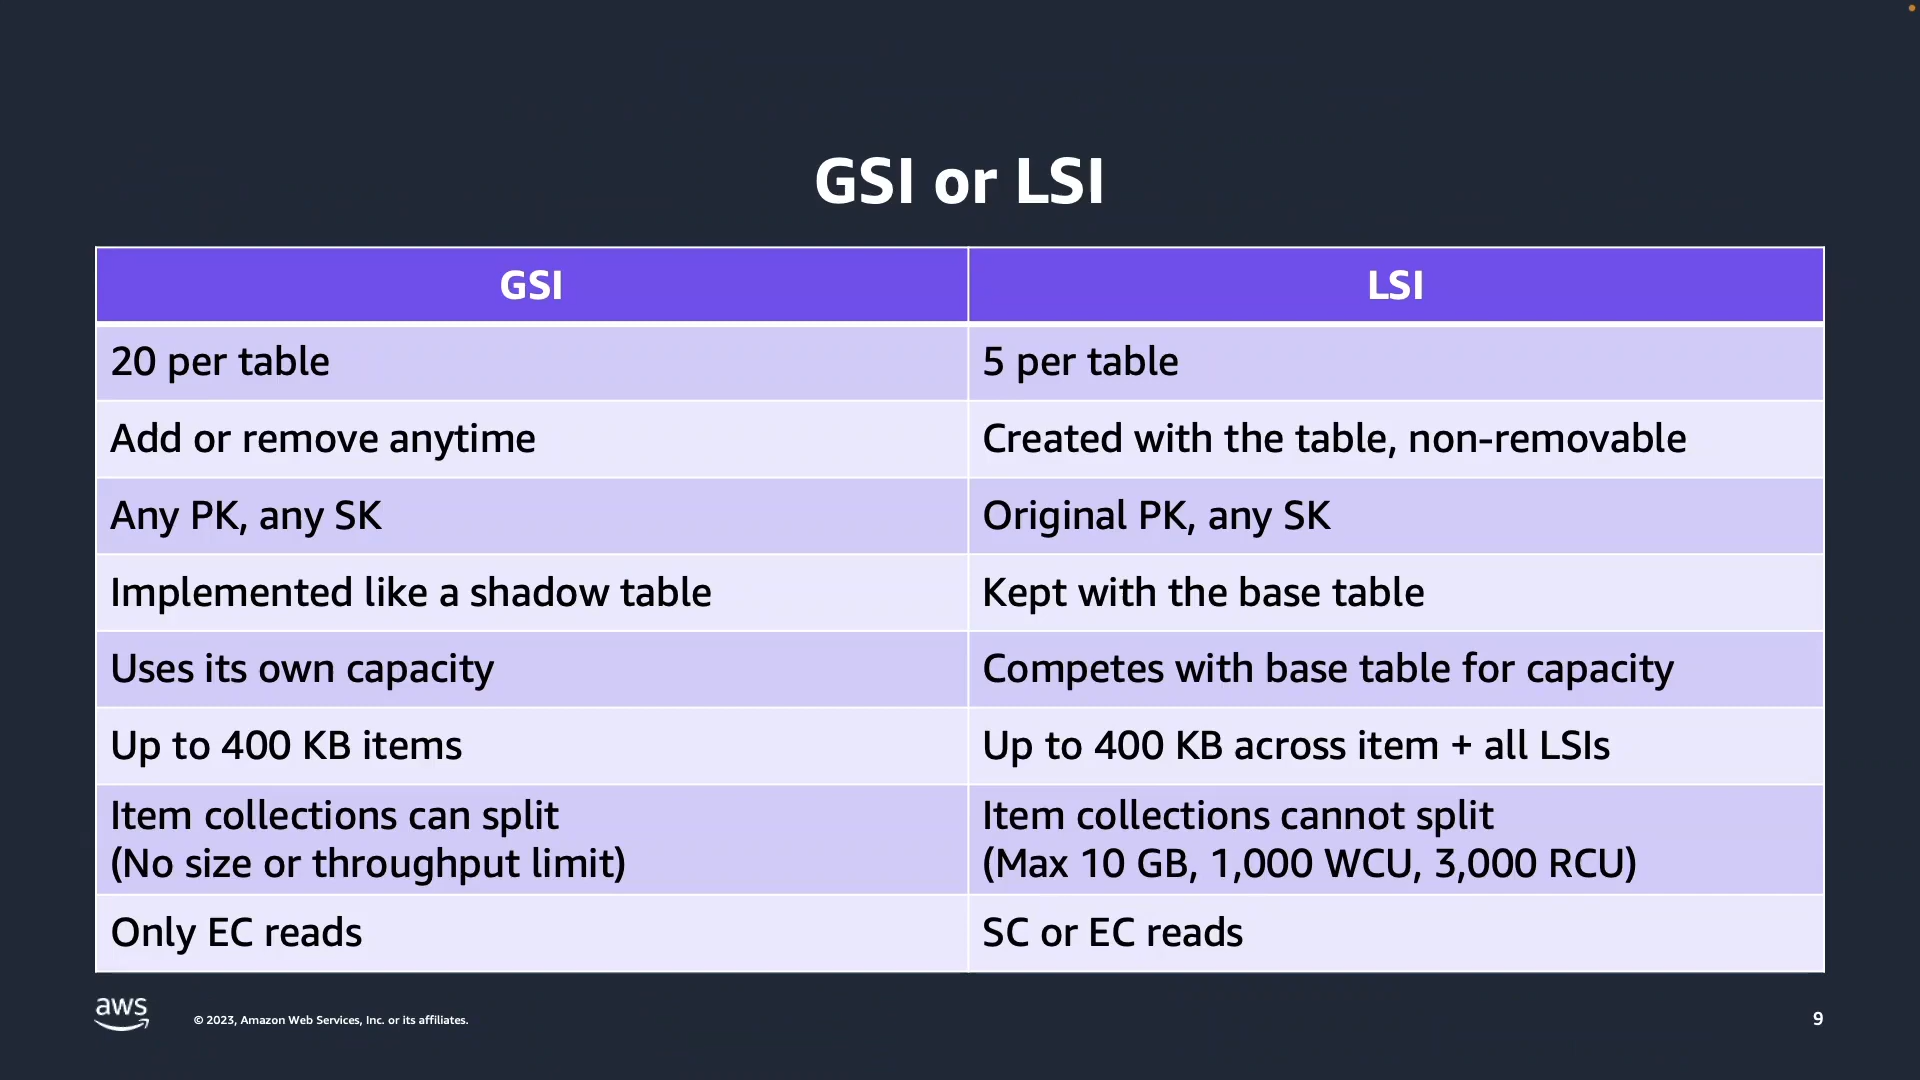 GSI or LSI
GSI
LSI
20 per table
5 per table
Add or remove anytime
Created with the table, non-removable
Any PK, any SK
Original PK, any SK
Implemented like a shadow table
Kept with the base table
Uses its own capacity
Competes with base table for capacity
Up to 400 KB items
Up to 400 KB across item + all LSIs
Item collections can split
(No size or throughput limit)
Item collections cannot split
(Max 10 GB, 1,000 WCU, 3,000 RCU)
Only EC reads
SC or EC reads
aws
© 2023, Amazon Web Services, Inc. or its affiliates.
9